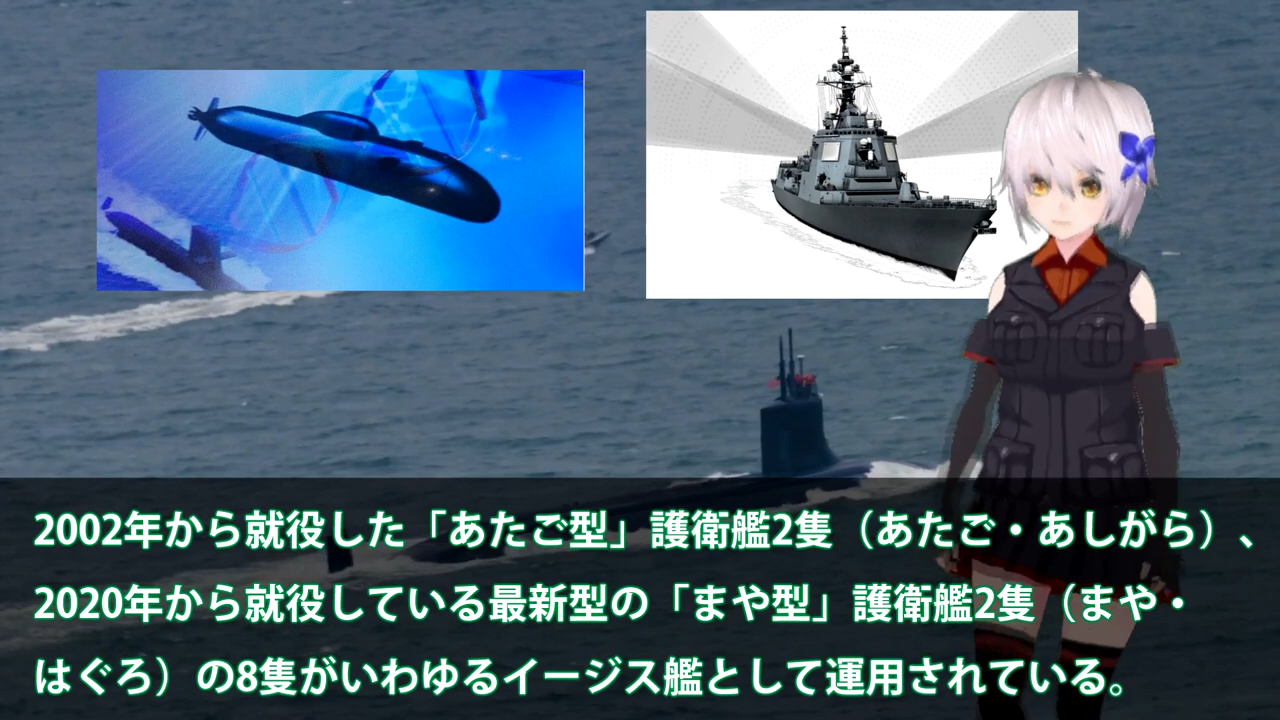 2002年から就役した「あたご型」護衛艦2隻（あたご・あしがら）、
2020年から就役している最新型の「まや型」護衛艦2隻（まや・
はぐろ）の8隻がいわゆるイージス艦として運用されている。